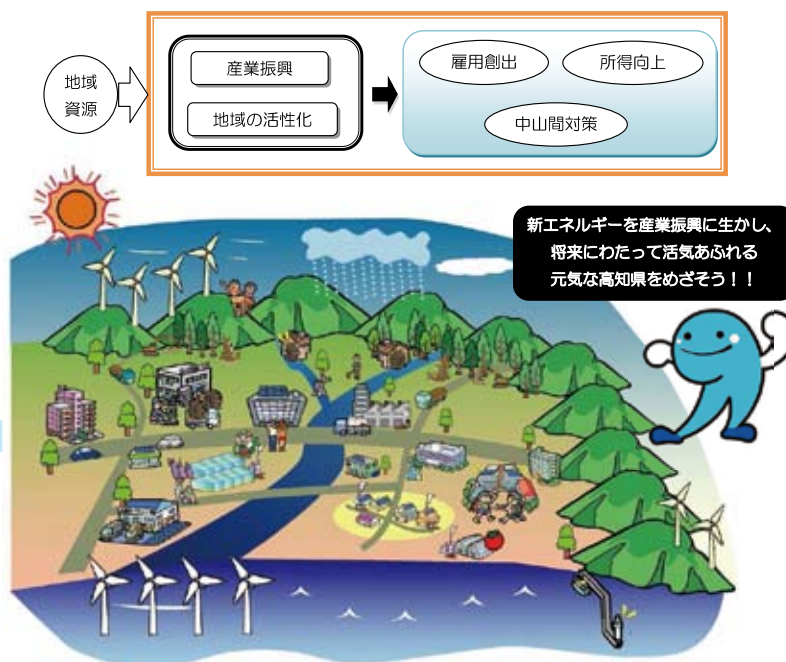 地域
資源
産業振興
地域の活性化
雇用創出
所得向上
中山間対策
新エネルギーを産業振興に生かし、
将来にわたって活気あふれる
元気な高知県をめざそう！！